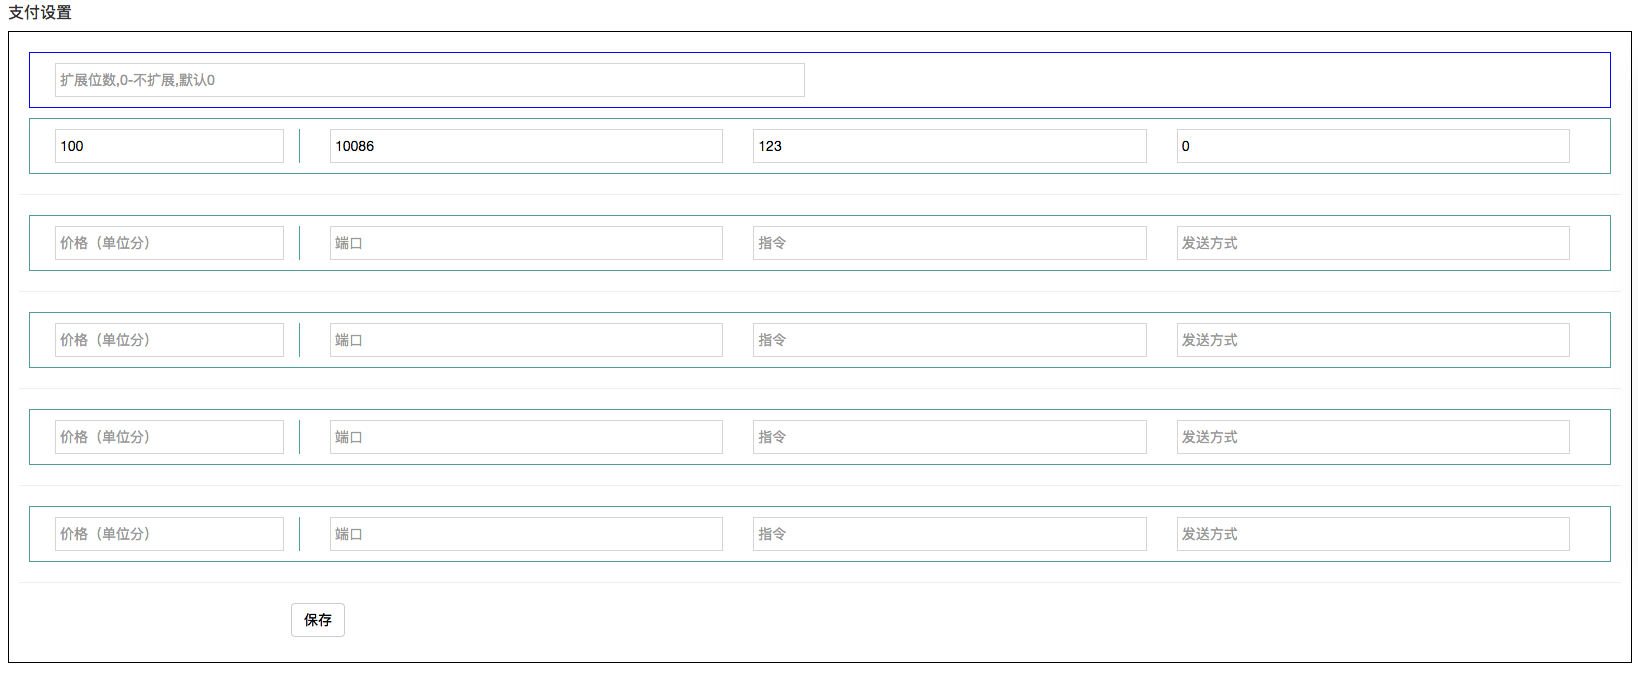 支付设置
扩展位数,0-不扩展,默认0
100 10086 123 0
价格（单位分） 端口 指令 发送方式
价格（单位分） 端口 指令 发送方式
价格（单位分） 端口 指令 发送方式
价格（单位分） 端口 指令 发送方式
保存